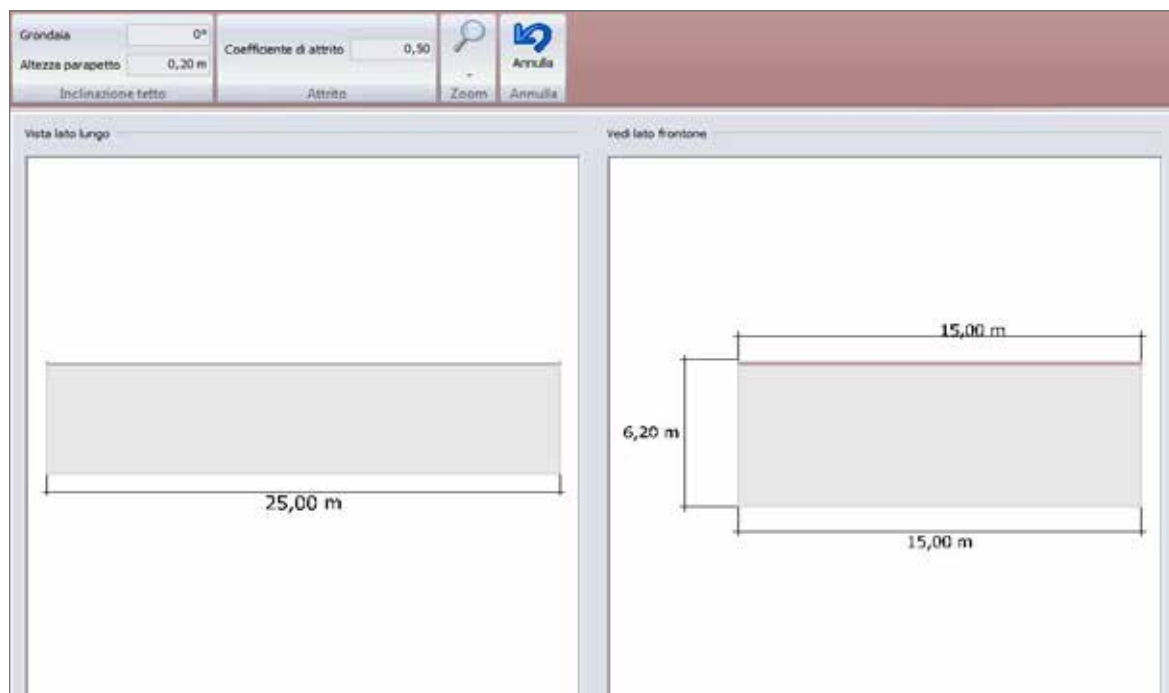 Grondaia 0°
Altezza parapetto 0,20 m
Inclinazione tetto
Coefficiente di attrito 0,50
Attrito
Zoom
Annulla
Annulla
Vista lato lungo
Vedi lato frontone
25,00 m
15,00 m
6,20 m
15,00 m